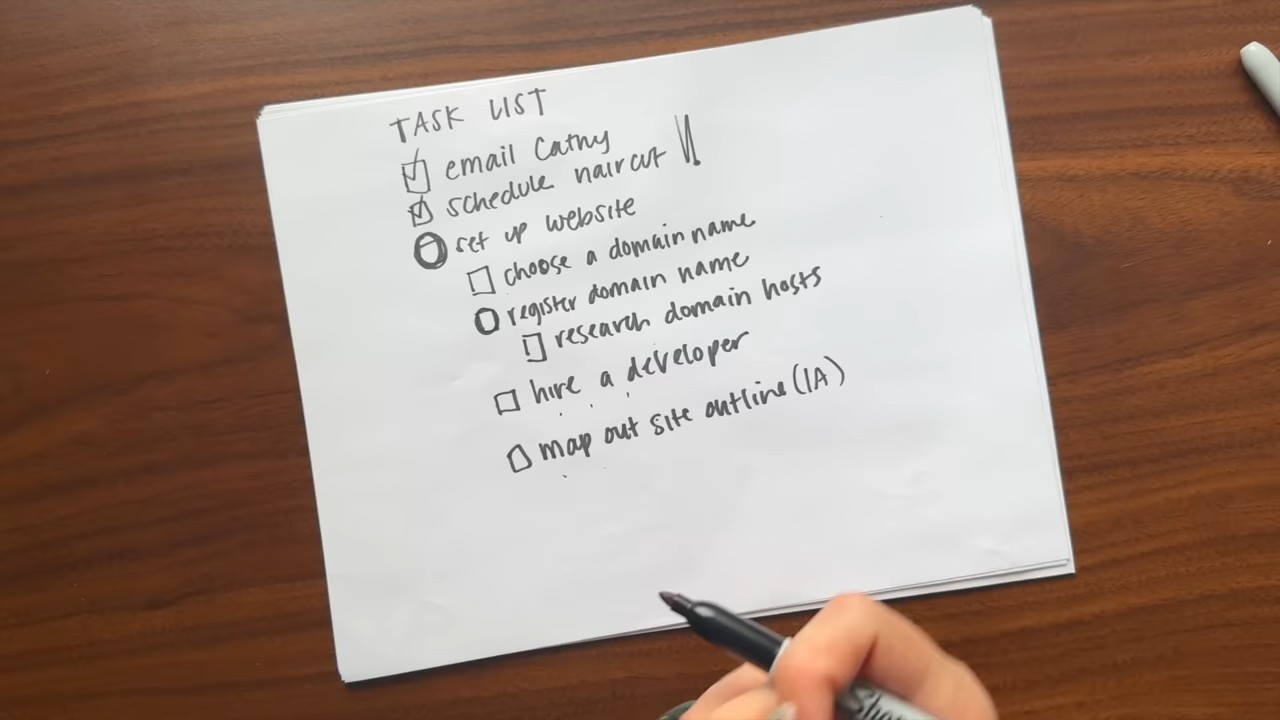 TASK LIST
email Cathy
schedule haircut
set up website
choose a domain name
register domain name
research domain hosts
hire a developer
map out site outline (IA)